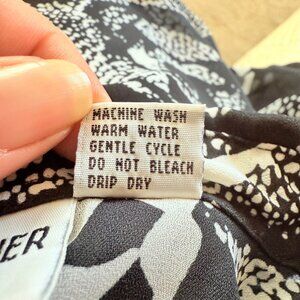 MACHINE WASH
WARM WATER
GENTLE CYCLE
DO NOT BLEACH
DRIP DRY